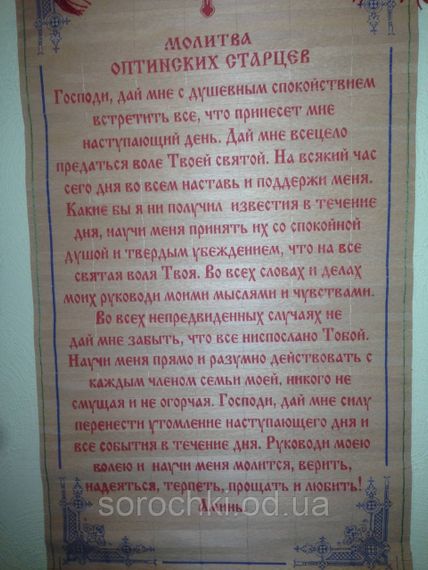 МОЛИТВА
ОПТИНСКИХ СТАРЦЕВ
Господи, дай мне с душевным спокойствием
встретить все, что принесет мне
наступающий день. Дай мне всецело
предаться воле Твоей святой. На всякий час
сего дня во всем наставь и поддержи меня.
Какие бы я ни получил известия в течение
дня, научи меня принять их со спокойной
душой и твердым убеждением, что на все
святая воля Твоя. Во всех словах и делах
моих руководи моими мыслями и чувствами.
Во всех непредвиденных случаях не
дай мне забыть, что все ниспослано Тобой.
Научи меня прямо и разумно действовать с
каждым членом семьи моей, никого не
смущая и не огорчая. Господи, дай мне силу
перенести утомление наступающего дня и
все события в течение дня. Руководи моею
волею и научи меня молится, верить,
надеяться, терпеть, прощать и любить!
Аминь
sorochki.od.ua